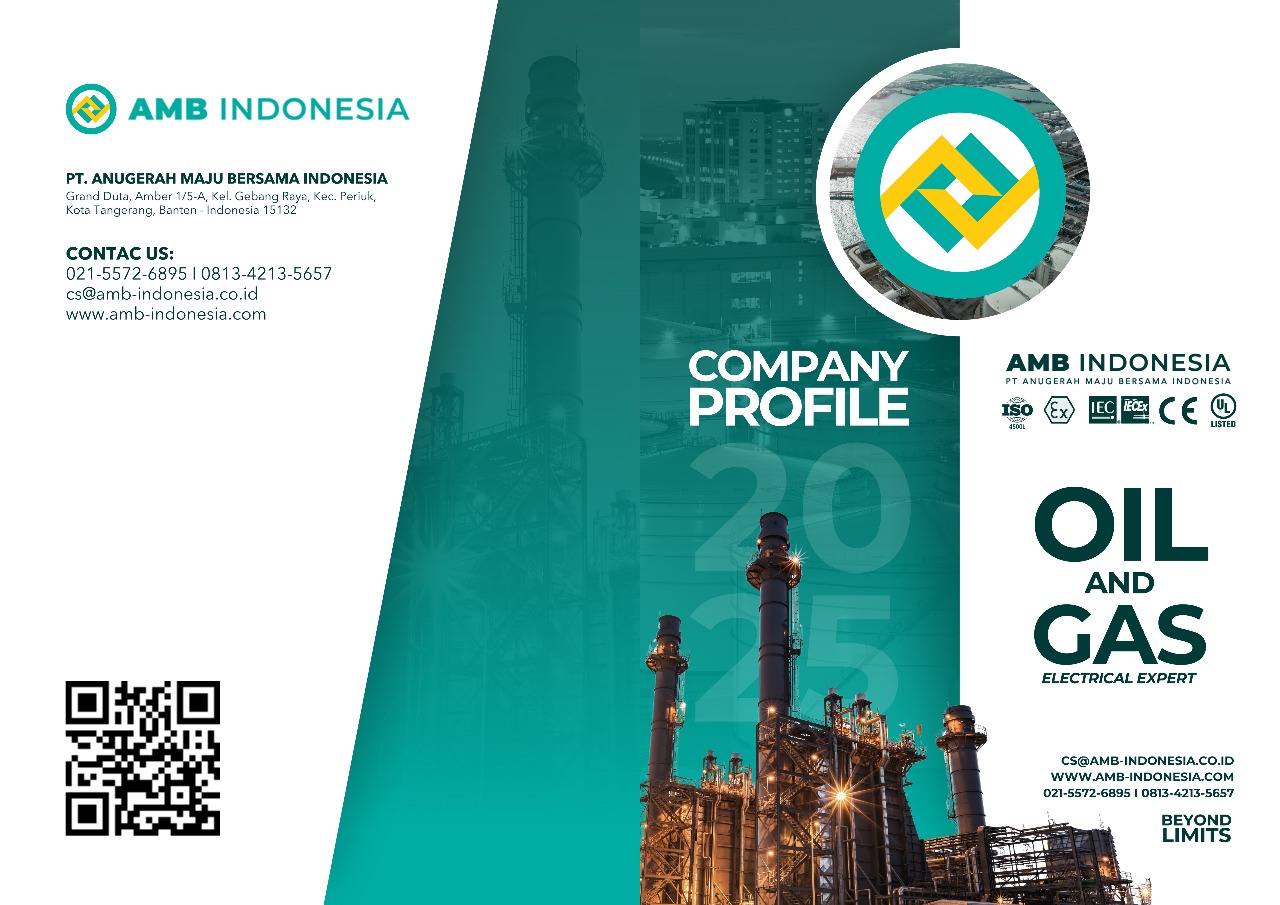 AMB INDONESIA
PT. ANUGERAH MAJU BERSAMA INDONESIA
Grand Duta, Amber 1/5-A, Kel. Gebang Raya, Kec. Periuk,
Kota Tangerang, Banten - Indonesia 15132
CONTAC US:
021-5572-6895 I 0813-4213-5657
cs@amb-indonesia.co.id
www.amb-indonesia.com
COMPANY
PROFILE
20
25
AMB INDONESIA
PT ANUGERAH MAJU BERSAMA INDONESIA
ISO Ex IEC IECEx CE UL
4500L LISTED
OIL
AND
GAS
ELECTRICAL EXPERT
CS@AMB-INDONESIA.CO.ID
WWW.AMB-INDONESIA.COM
021-5572-6895 I 0813-4213-5657
BEYOND
LIMITS